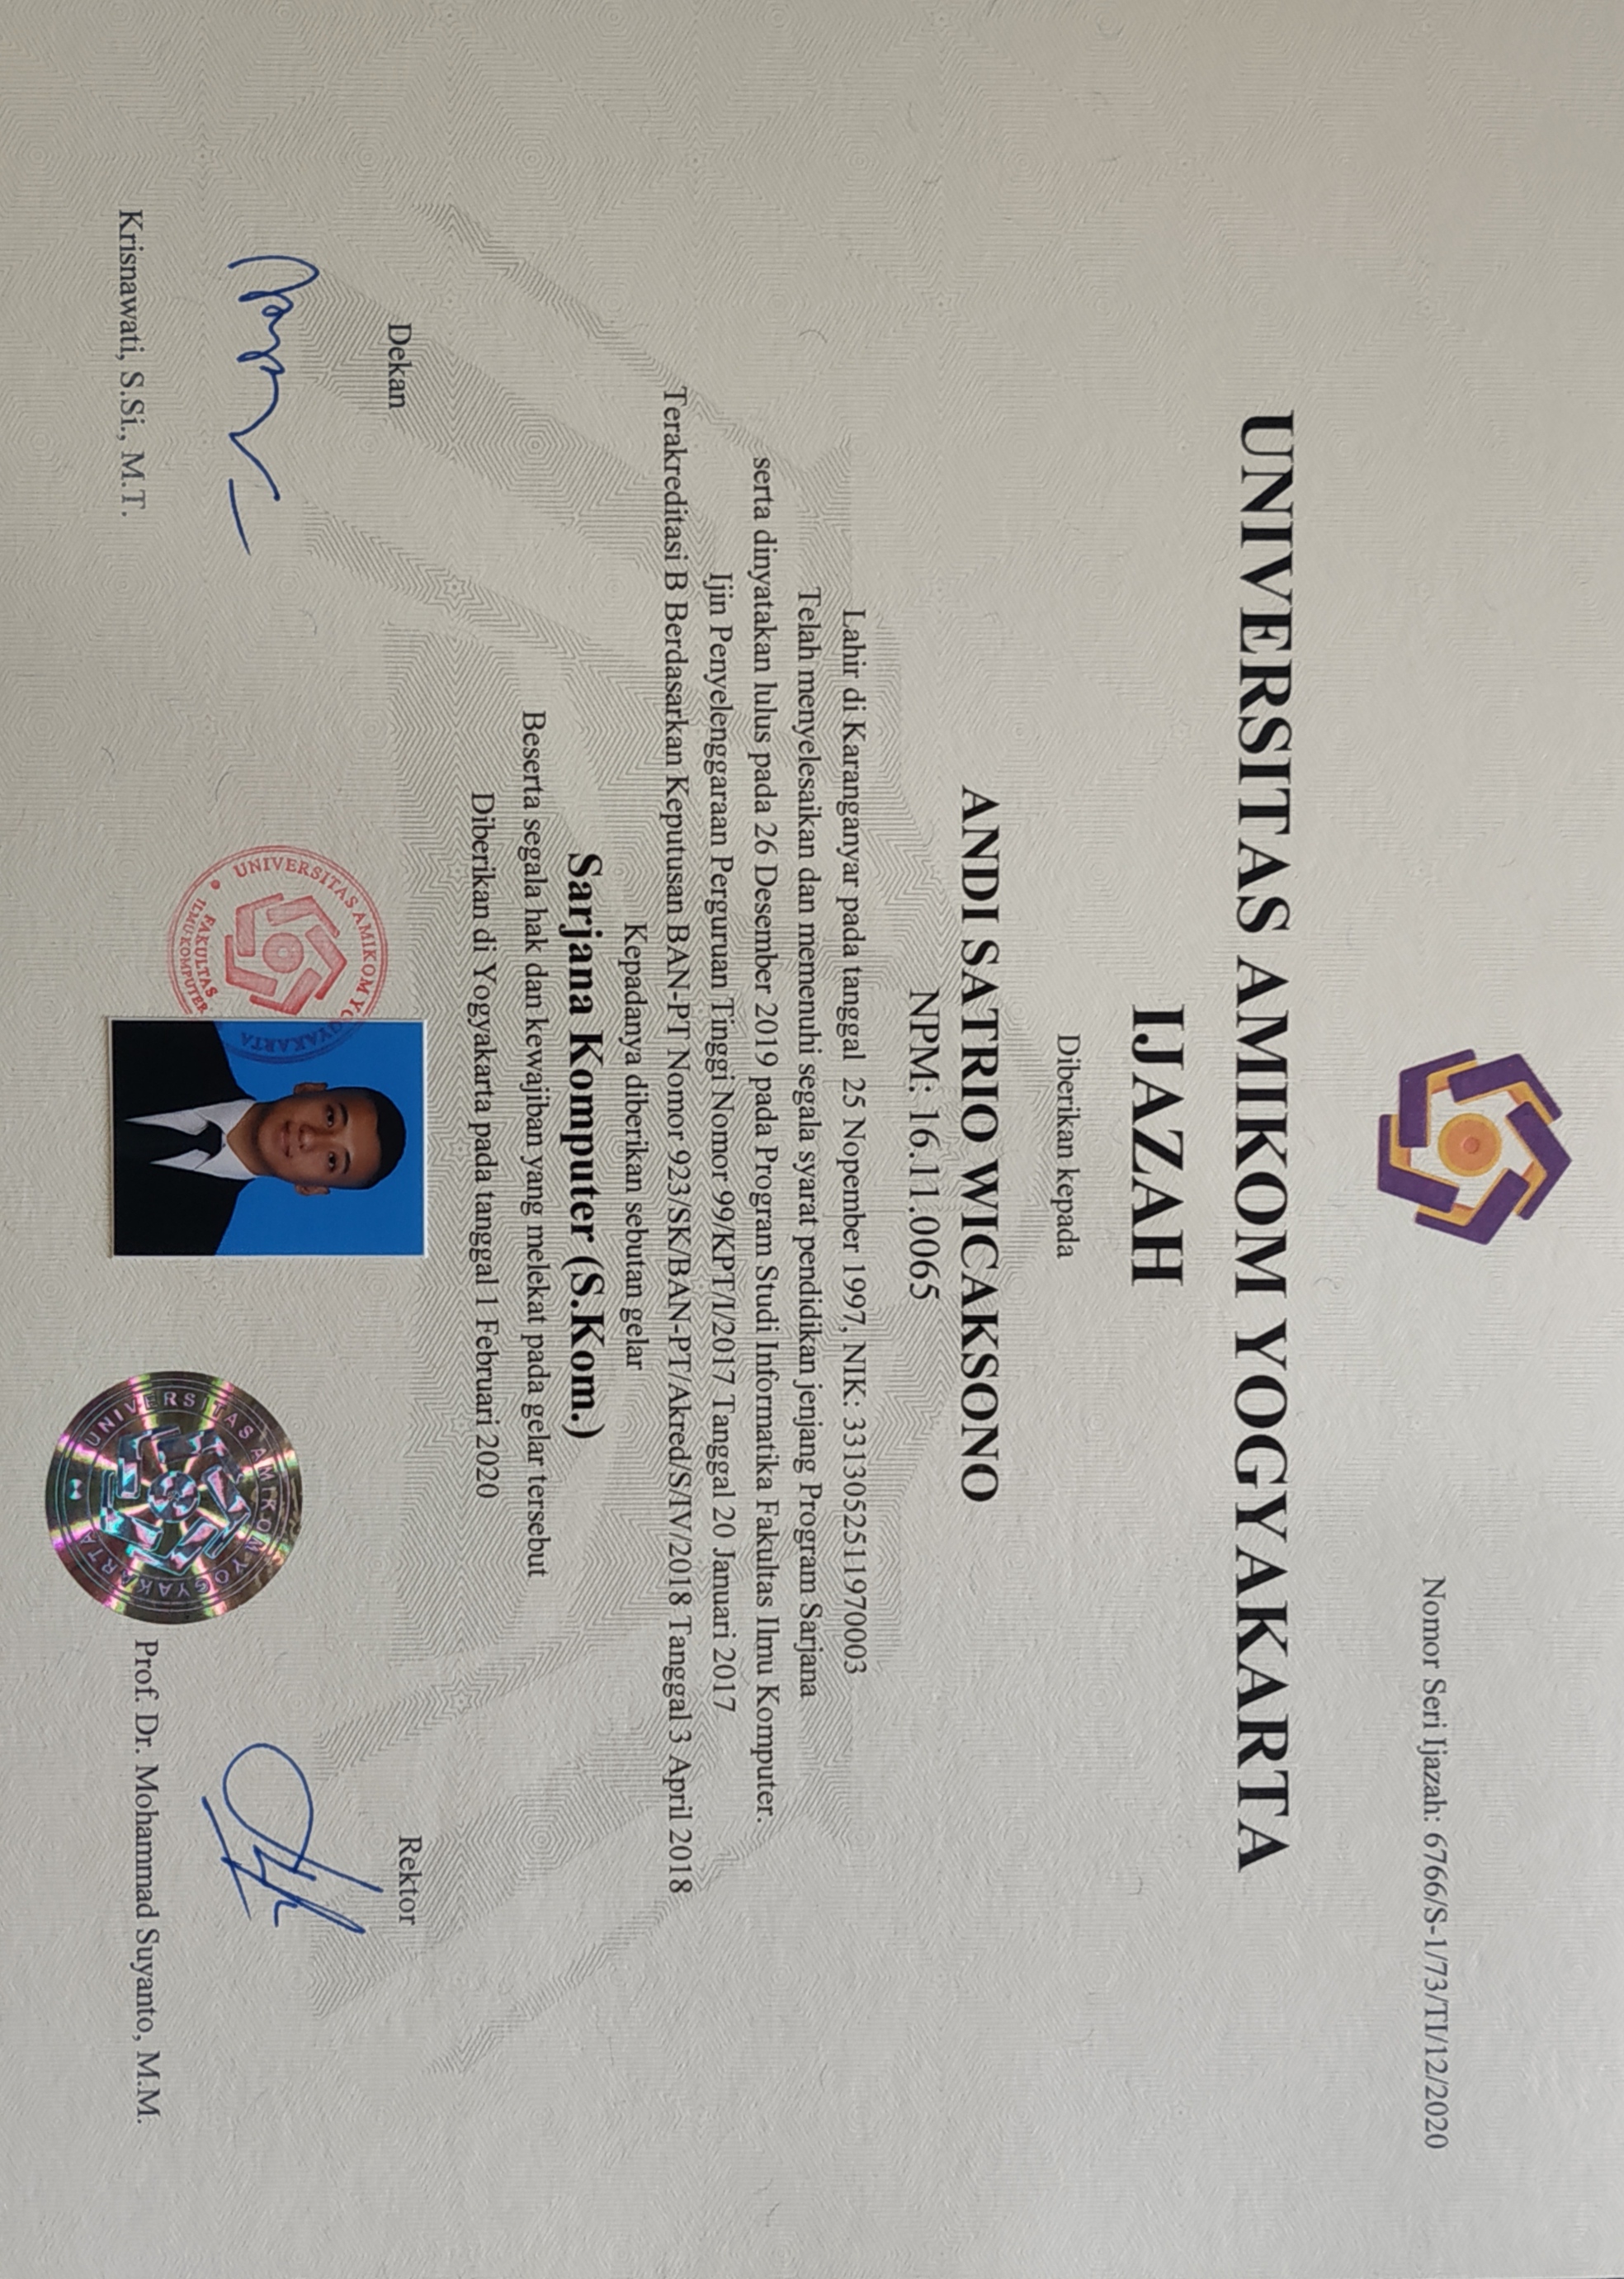 Nomor Seri Ijazah: 6766/S-1/73/TI/12/2020
UNIVERSITAS AMIKOM YOGYAKARTA
IJAZAH
Diberikan kepada
ANDI SATRIO WICAKSONO
NPM: 16.11.0065
Lahir di Karanganyar pada tanggal 25 Nopember 1997, NIK: 3313052511970003
Telah menyelesaikan dan memenuhi segala syarat pendidikan jenjang Program Sarjana
serta dinyatakan lulus pada 26 Desember 2019 pada Program Studi Informatika Fakultas Ilmu Komputer.
Ijin Penyelenggaraan Perguruan Tinggi Nomor 99/KPT/I/2017 Tanggal 20 Januari 2017
Terakreditasi B Berdasarkan Keputusan BAN-PT Nomor 923/SK/BAN-PT/Akred/S/IV/2018 Tanggal 3 April 2018
Kepadanya diberikan sebutan gelar
Sarjana Komputer (S.Kom.)
Beserta segala hak dan kewajiban yang melekat pada gelar tersebut
Diberikan di Yogyakarta pada tanggal 1 Februari 2020
Dekan
Rektor
UNIVERSITAS AMIKOM YOGYAKARTA
FAKULTAS
ILMU KOMPUTER
UNIVERSITAS AMIKOM YOGYAKARTA
Krisnawati, S.Si., M.T.
Prof. Dr. Mohammad Suyanto, M.M.